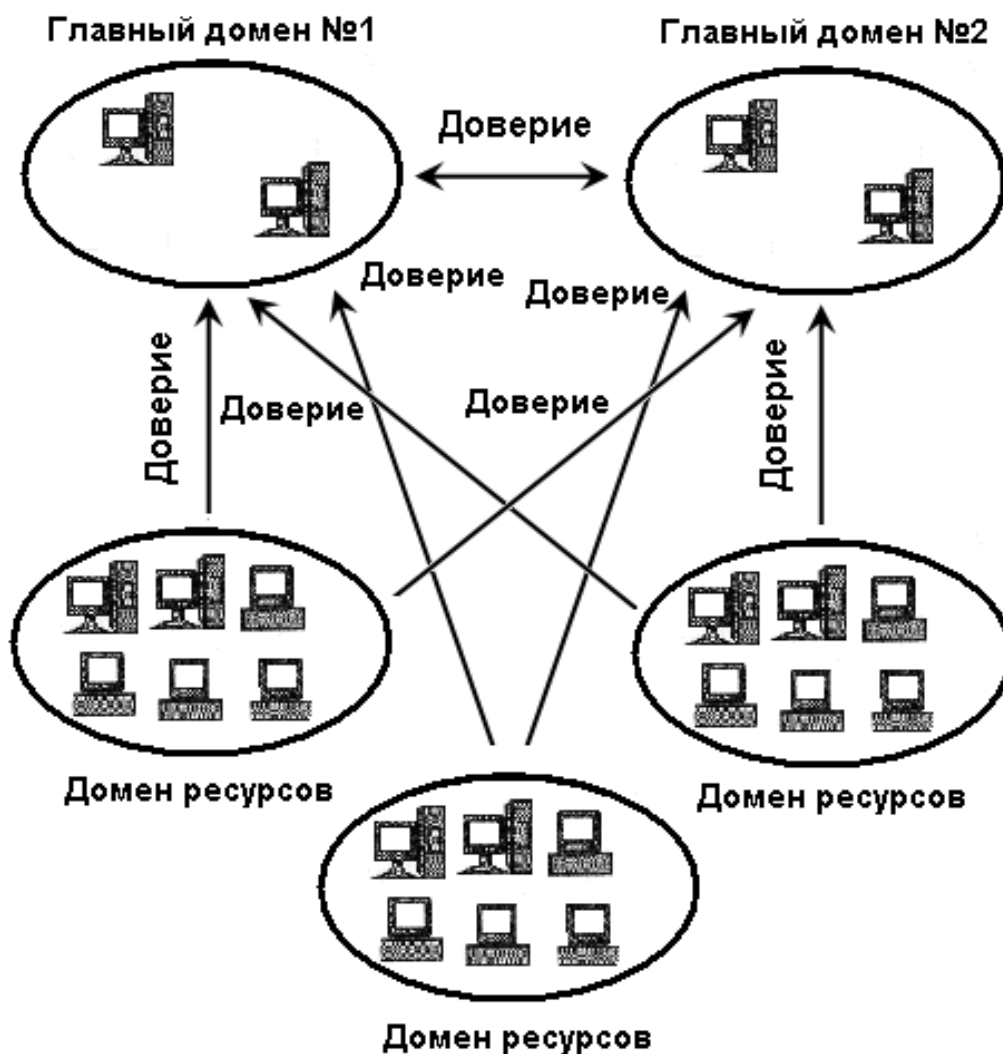 Главный домен №1
Главный домен №2
Доверие
Доверие
Доверие
Доверие
Доверие
Доверие
Доверие
Домен ресурсов
Домен ресурсов
Домен ресурсов